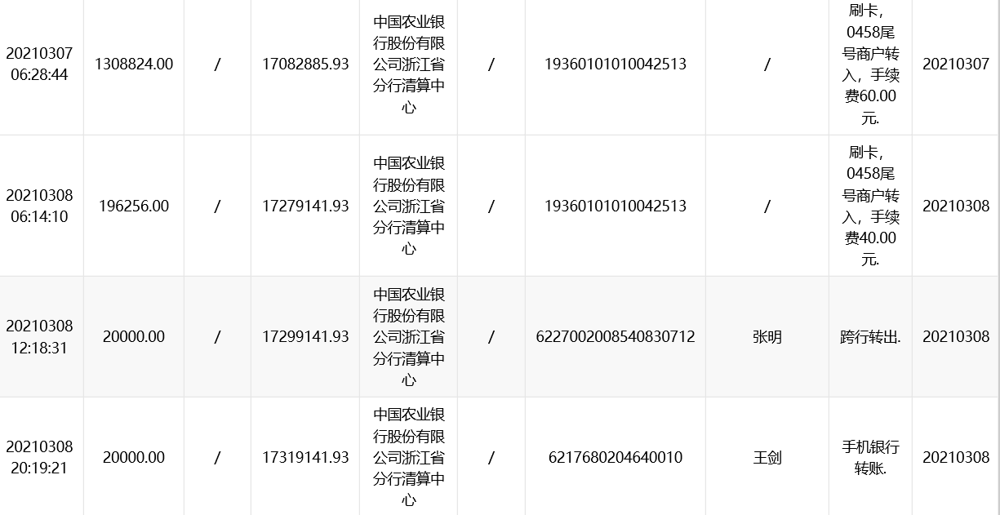 20210307
06:28:44
1308824.00
/
17082885.93
中国农业银
行股份有限
公司浙江省
分行清算中
心
/
19360101010042513
/
刷卡，
0458尾
号商户转
入，手续
费60.00
元.
20210307
20210308
06:14:10
196256.00
/
17279141.93
中国农业银
行股份有限
公司浙江省
分行清算中
心
/
19360101010042513
/
刷卡，
0458尾
号商户转
入，手续
费40.00
元.
20210308
20210308
12:18:31
20000.00
/
17299141.93
中国农业银
行股份有限
公司浙江省
分行清算中
心
/
6227002008540830712
张明
跨行转出.
20210308
20210308
20:19:21
20000.00
/
17319141.93
中国农业银
行股份有限
公司浙江省
分行清算中
心
/
6217680204640010
王剑
手机银行
转账.
20210308